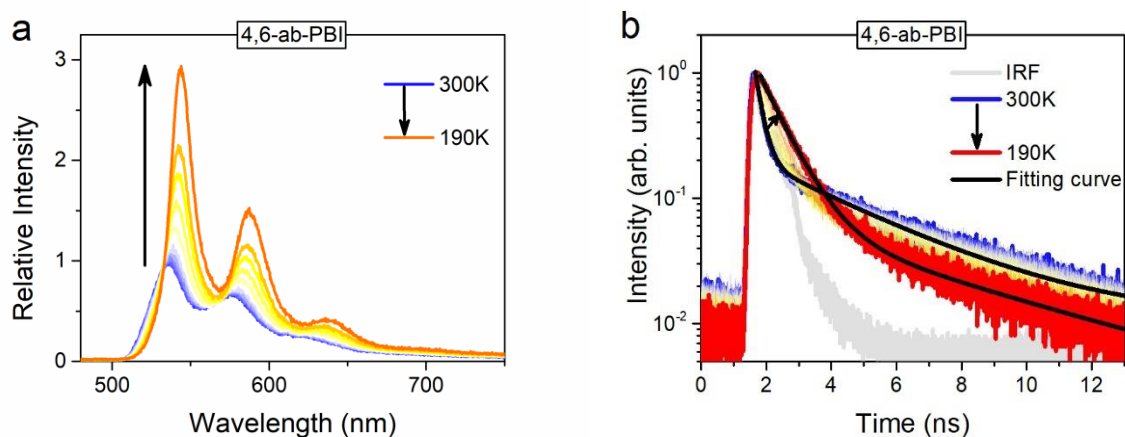 a
4,6-ab-PBI
3
2
1
0
300K
190K
Relative Intensity
500
600
700
Wavelength (nm)
b
4,6-ab-PBI
10⁰
10⁻¹
10⁻²
IRF
300K
190K
Fitting curve
Intensity (arb. units)
0 2 4 6 8 10 12
Time (ns)